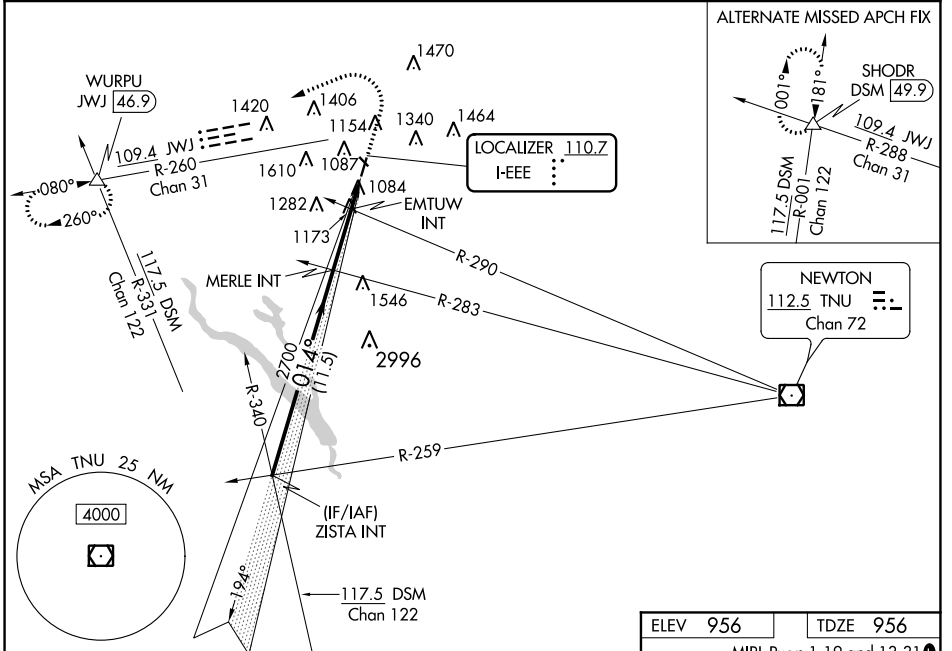 ALTERNATE MISSED APCH FIX
001°
181°
SHODR
DSM 49.9
109.4 JWJ
R-288
Chan 31
117.5 DSM
R-001
Chan 122
WURPU
JWJ 46.9
1470
1420
1406
1154
1340
1464
109.4 JWJ
R-260
Chan 31
1610
1087
LOCALIZER 110.7
I-EEE
080°
260°
1084
1282
EMTUW
INT
1173
117.5 DSM
R-331
Chan 122
MERLE INT
R-290
R-283
1546
NEWTON
112.5 TNU
Chan 72
2996
2700
014°
(11.5)
R-340
R-259
MSA TNU 25 NM
4000
(IF/IAF)
ZISTA INT
194°
117.5 DSM
Chan 122
ELEV 956
TDZE 956